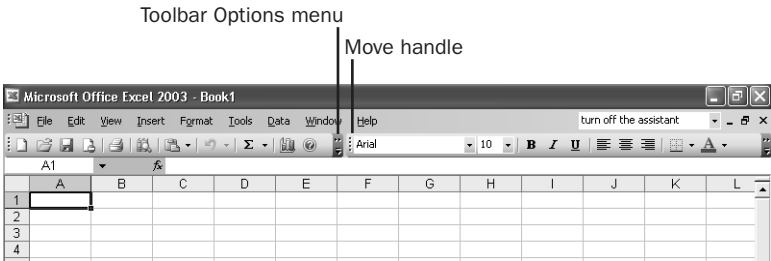 Toolbar Options menu
Move handle
Microsoft Office Excel 2003 - Book1
File Edit View Insert Format Tools Data Window Help turn off the assistant
Σ Arial 10 B I U A
A1 fx
A B C D E F G H I J K L
1
2
3
4